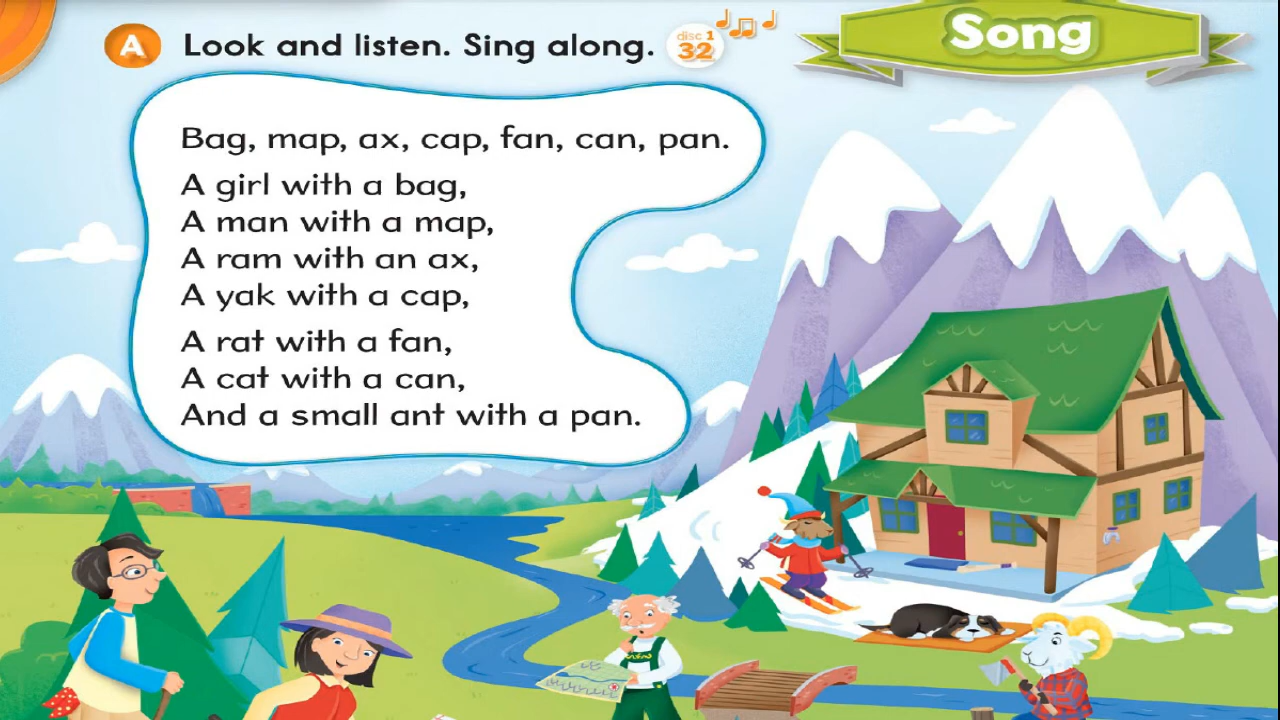 A Look and listen. Sing along. disc 1 32
Song
Bag, map, ax, cap, fan, can, pan.
A girl with a bag,
A man with a map,
A ram with an ax,
A yak with a cap,
A rat with a fan,
A cat with a can,
And a small ant with a pan.